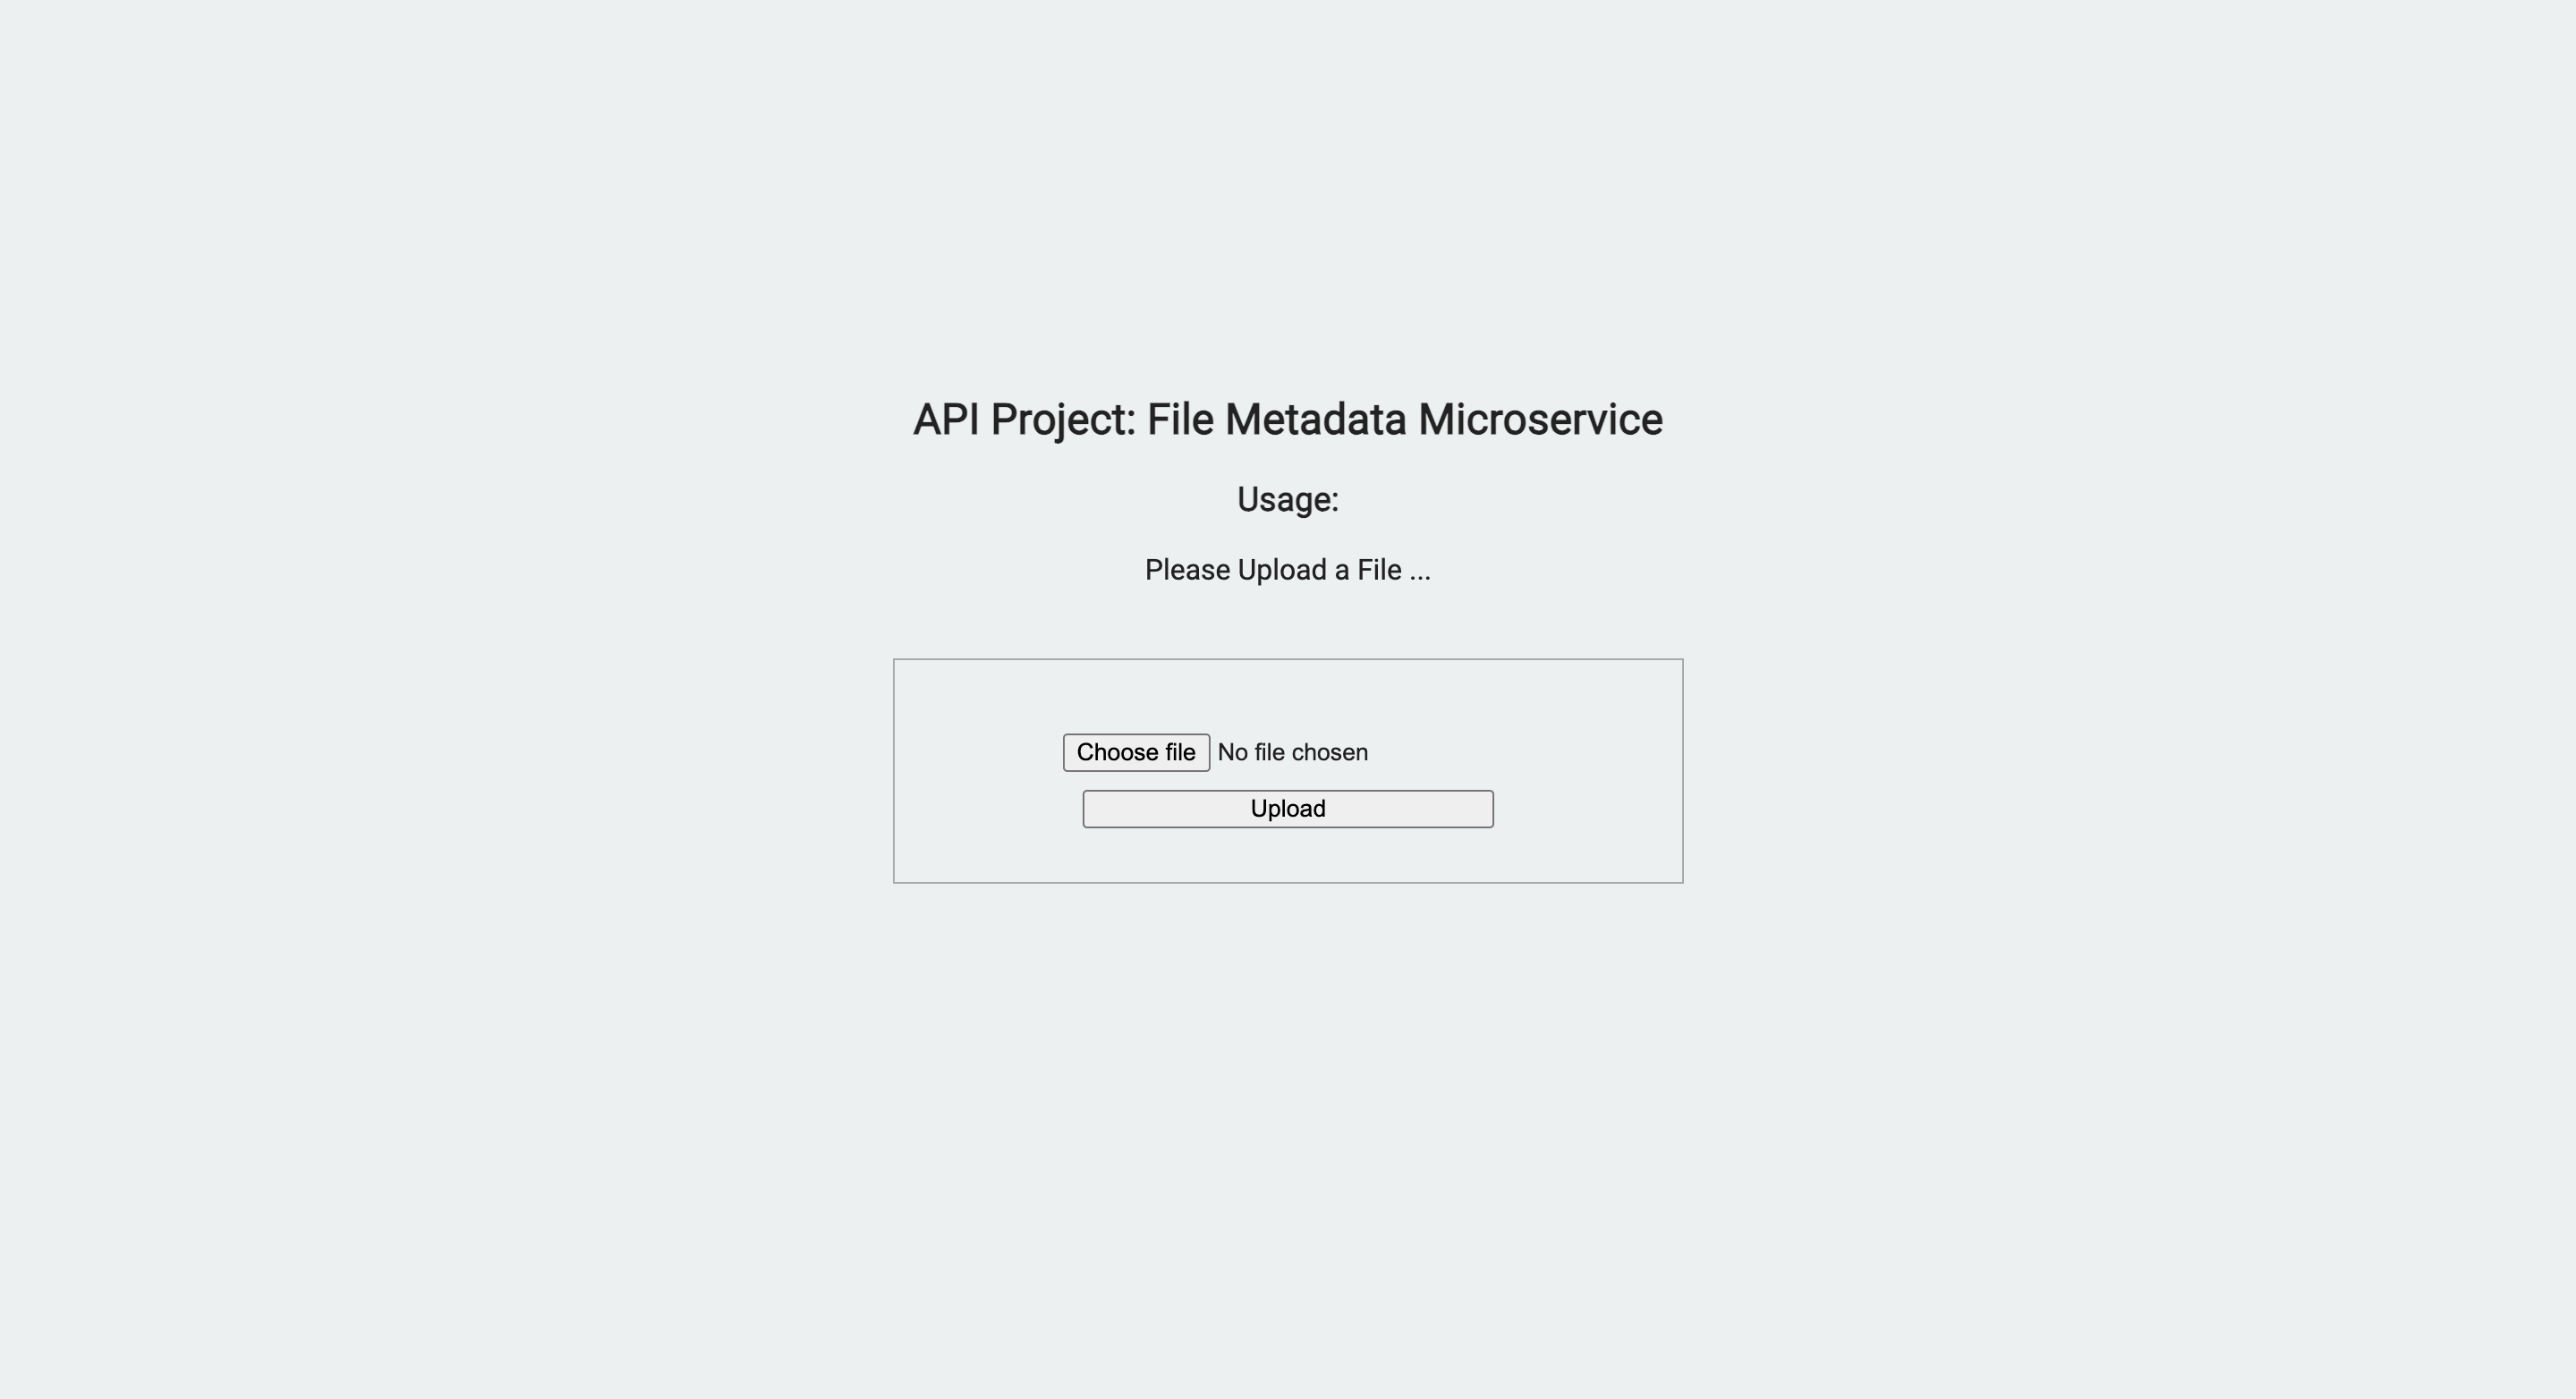 API Project: File Metadata Microservice
Usage:
Please Upload a File ...
Choose file No file chosen
Upload